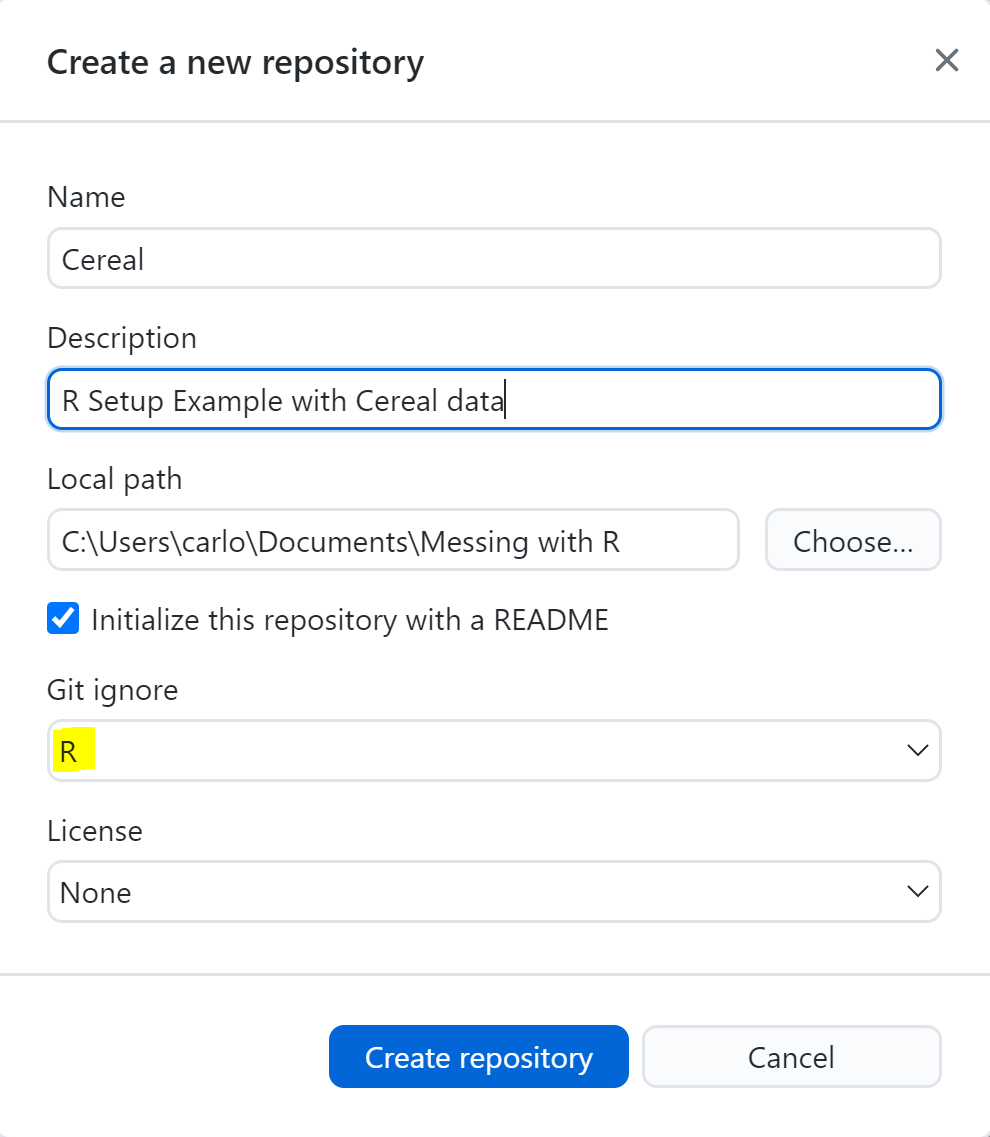 Create a new repository
Name
Cereal
Description
R Setup Example with Cereal data
Local path
C:\Users\carlo\Documents\Messing with R
Choose...
Initialize this repository with a README
Git ignore
R
License
None
Create repository
Cancel